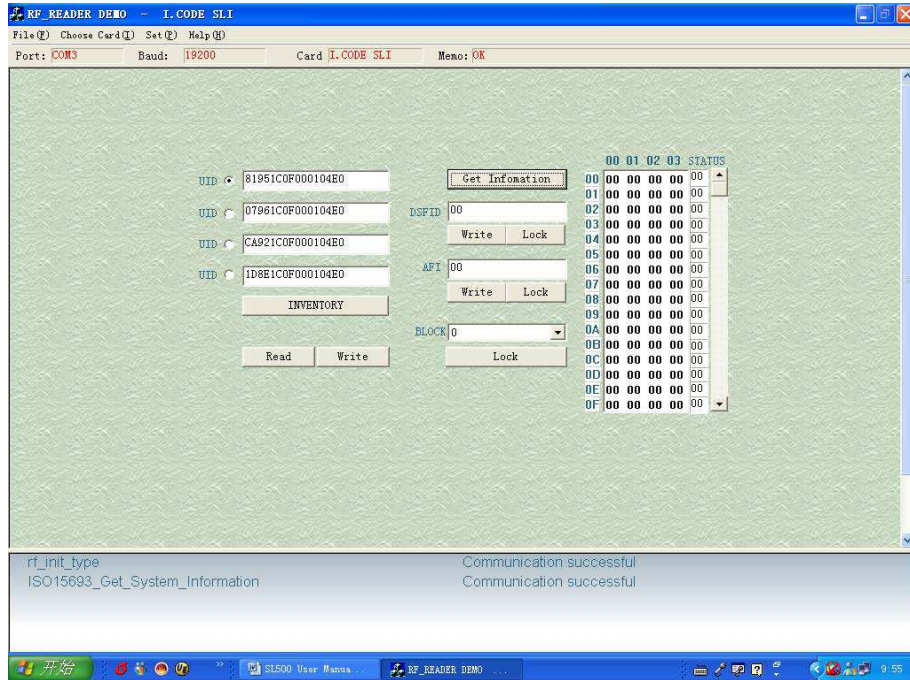 RF_READER DEMO - I.CODE SLI
File(F) Choose Card(I) Set(P) Help(H)
Port: COM3 Baud: 19200 Card I.CODE SLI Memo: OK
00 01 02 03 STATUS
UID 81951C0F000104E0 Get Infomation 00 00 00 00 00 00
01 00 00 00 00 00
UID 07961C0F000104E0 DSFID 00 02 00 00 00 00 00
03 00 00 00 00 00
Write Lock 04 00 00 00 00 00
UID CA921C0F000104E0 05 00 00 00 00 00
AFI 00 06 00 00 00 00 00
UID 1D8E1C0F000104E0 07 00 00 00 00 00
Write Lock 08 00 00 00 00 00
INVENTORY 09 00 00 00 00 00
BLOCK 0 0A 00 00 00 00 00
0B 00 00 00 00 00
Read Write Lock 0C 00 00 00 00 00
0D 00 00 00 00 00
0E 00 00 00 00 00
0F 00 00 00 00 00
rf_init_type Communication successful
ISO15693_Get_System_Information Communication successful
开始 SL500 User Manua... RF_READER DEMO ... 9:55